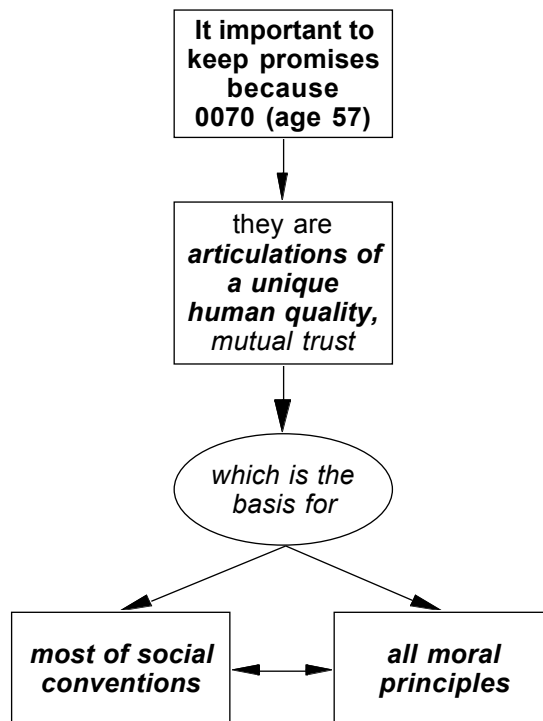 It important to
keep promises
because
0070 (age 57)
they are
articulations of
a unique
human quality,
mutual trust
which is the
basis for
most of social
conventions
all moral
principles